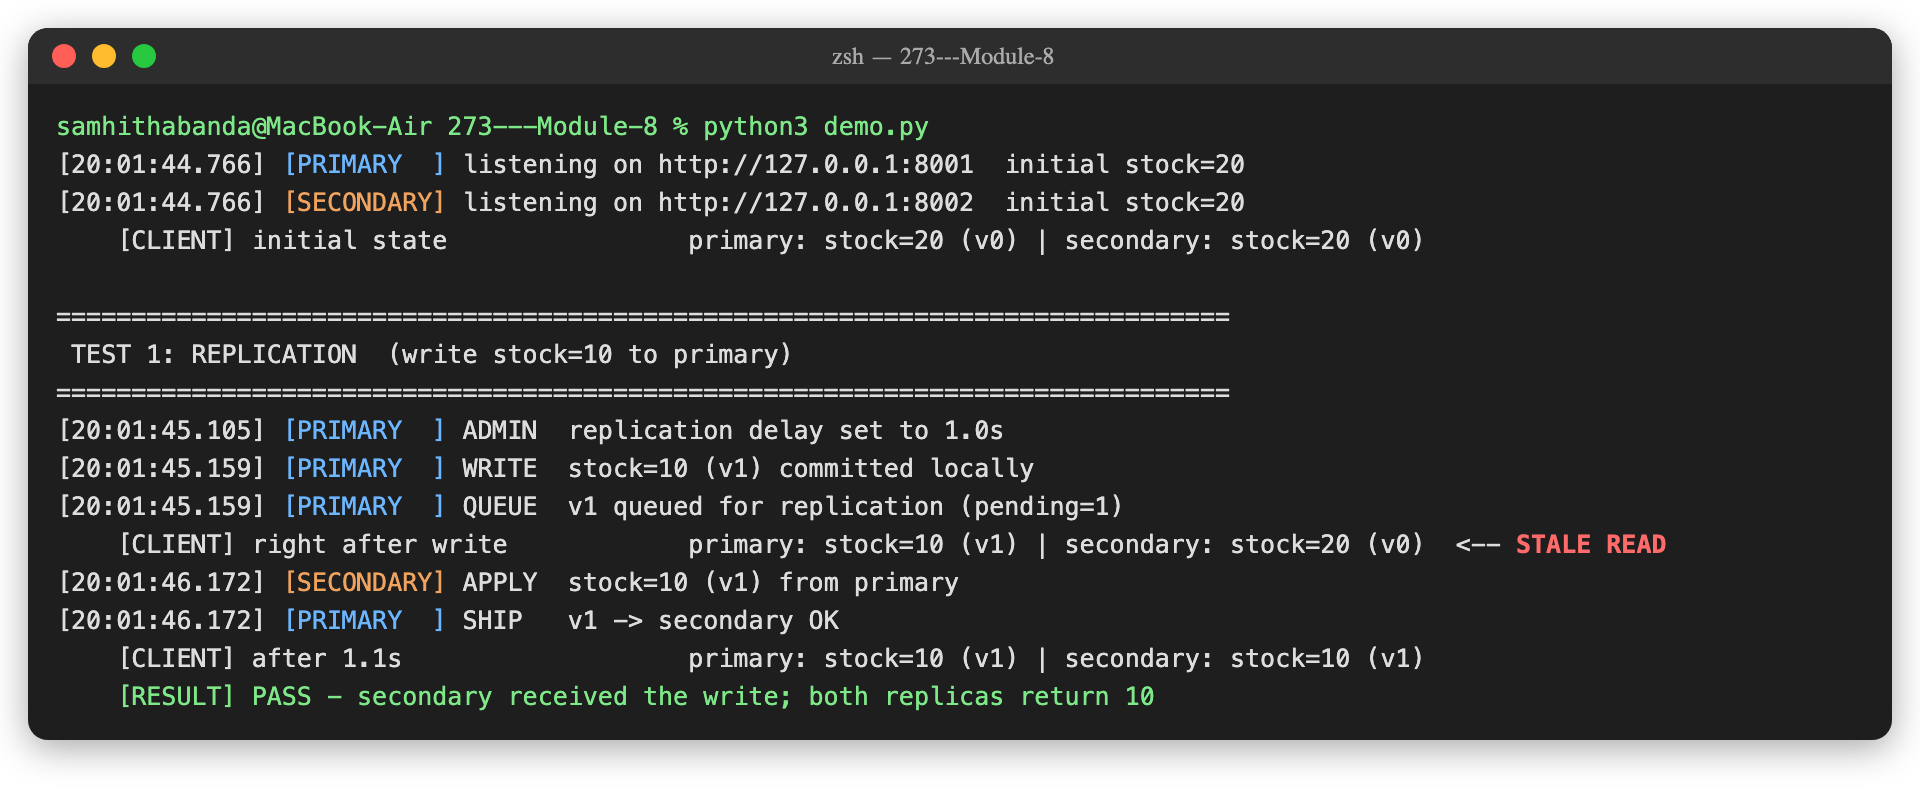 zsh — 273---Module-8
samhithabanda@MacBook-Air 273---Module-8 % python3 demo.py
[20:01:44.766] [PRIMARY  ] listening on http://127.0.0.1:8001  initial stock=20
[20:01:44.766] [SECONDARY] listening on http://127.0.0.1:8002  initial stock=20
    [CLIENT] initial state                primary: stock=20 (v0) | secondary: stock=20 (v0)
==============================================================================
 TEST 1: REPLICATION  (write stock=10 to primary)
==============================================================================
[20:01:45.105] [PRIMARY  ] ADMIN  replication delay set to 1.0s
[20:01:45.159] [PRIMARY  ] WRITE  stock=10 (v1) committed locally
[20:01:45.159] [PRIMARY  ] QUEUE  v1 queued for replication (pending=1)
    [CLIENT] right after write            primary: stock=10 (v1) | secondary: stock=20 (v0)  <-- STALE READ
[20:01:46.172] [SECONDARY] APPLY  stock=10 (v1) from primary
[20:01:46.172] [PRIMARY  ] SHIP   v1 -> secondary OK
    [CLIENT] after 1.1s                   primary: stock=10 (v1) | secondary: stock=10 (v1)
    [RESULT] PASS - secondary received the write; both replicas return 10